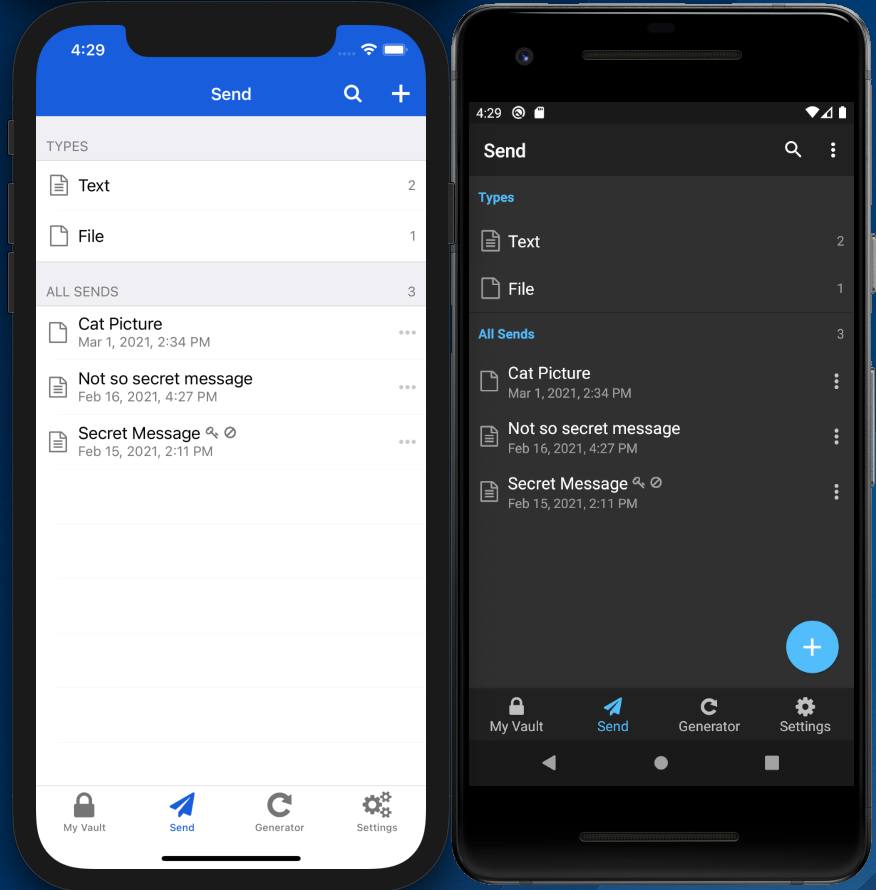 4:29
Send
TYPES
Text 2
File 1
ALL SENDS 3
Cat Picture
Mar 1, 2021, 2:34 PM
Not so secret message
Feb 16, 2021, 4:27 PM
Secret Message
Feb 15, 2021, 2:11 PM
My Vault Send Generator Settings
4:29
Send
Types
Text 2
File 1
All Sends 3
Cat Picture
Mar 1, 2021, 2:34 PM
Not so secret message
Feb 16, 2021, 4:27 PM
Secret Message
Feb 15, 2021, 2:11 PM
My Vault Send Generator Settings